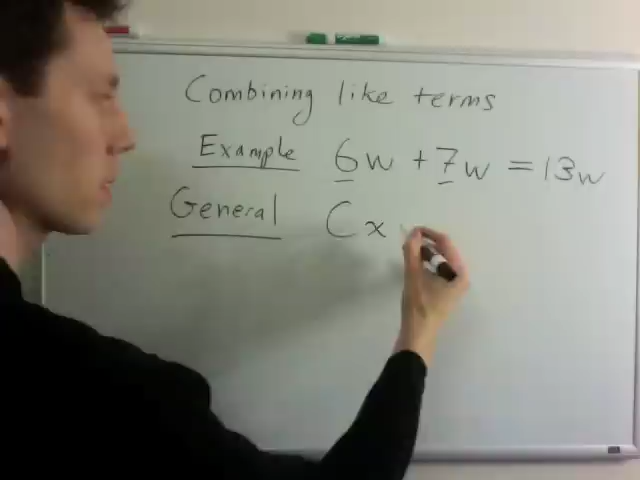 Combining like terms
Example 6w + 7w = 13w
General Cx